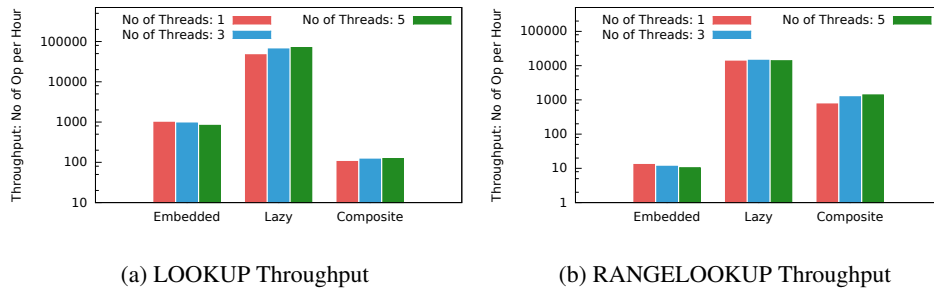 No of Threads: 1
No of Threads: 3
No of Threads: 5
Throughput: No of Op per Hour
100000
10000
1000
100
10
Embedded
Lazy
Composite
(a) LOOKUP Throughput
No of Threads: 1
No of Threads: 3
No of Threads: 5
Throughput: No of Op per Hour
100000
10000
1000
100
10
1
Embedded
Lazy
Composite
(b) RANGELOOKUP Throughput